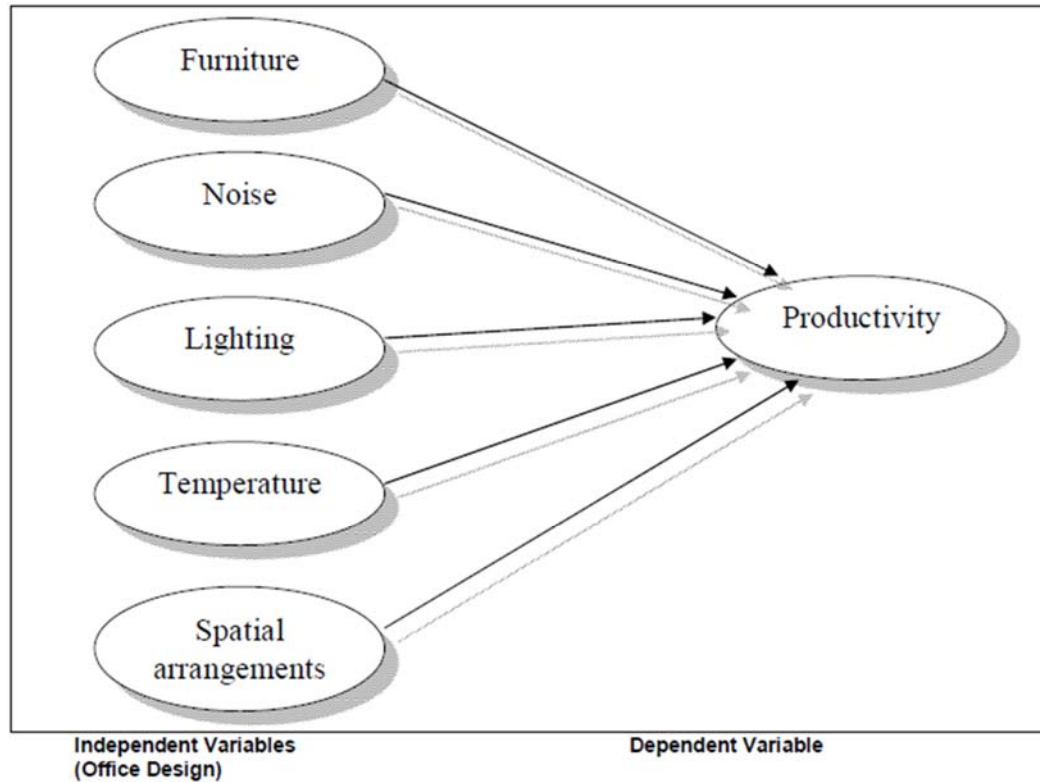 Furniture
Noise
Lighting
Productivity
Temperature
Spatial
arrangements
Independent Variables
(Office Design)
Dependent Variable